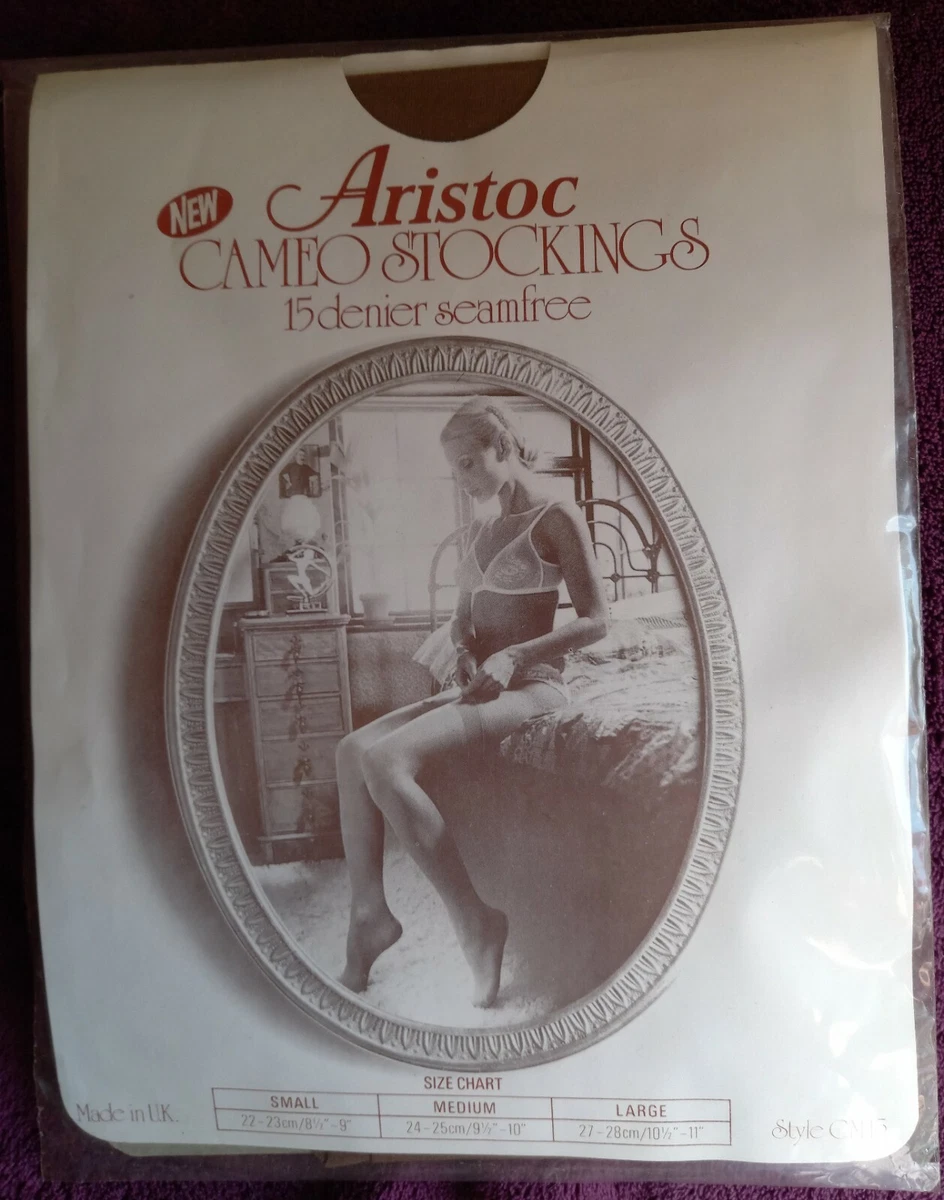 NEW
Aristoc
CAMEO STOCKINGS
15 denier seamfree
SIZE CHART
SMALL MEDIUM LARGE
22-23cm/8½"-9" 24-25cm/9½"-10" 27-28cm/10½"-11"
Made in U.K.
Style